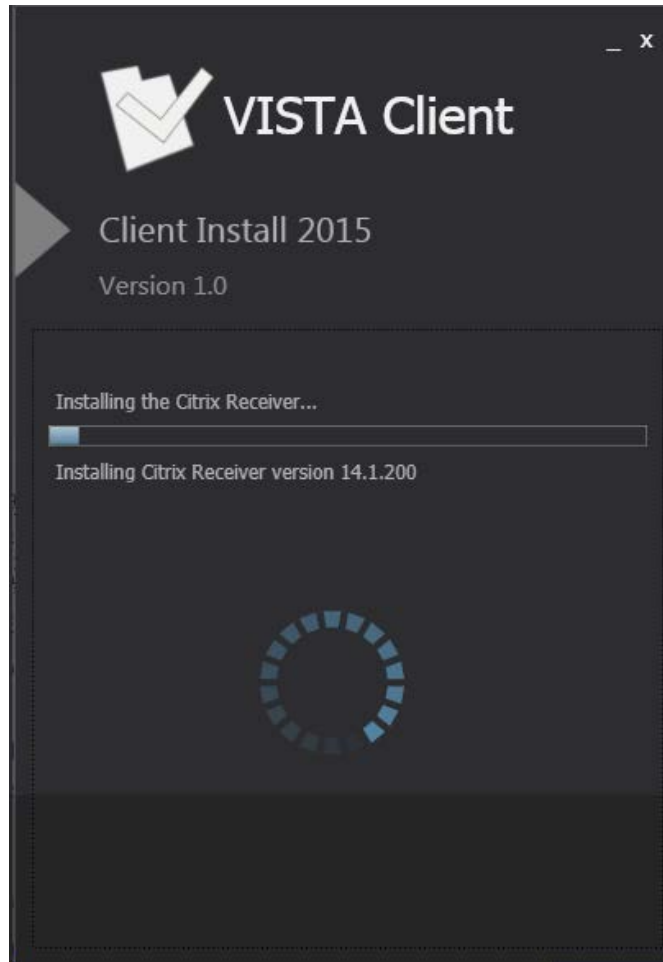 _ x
VISTA Client
Client Install 2015
Version 1.0
Installing the Citrix Receiver...
Installing Citrix Receiver version 14.1.200